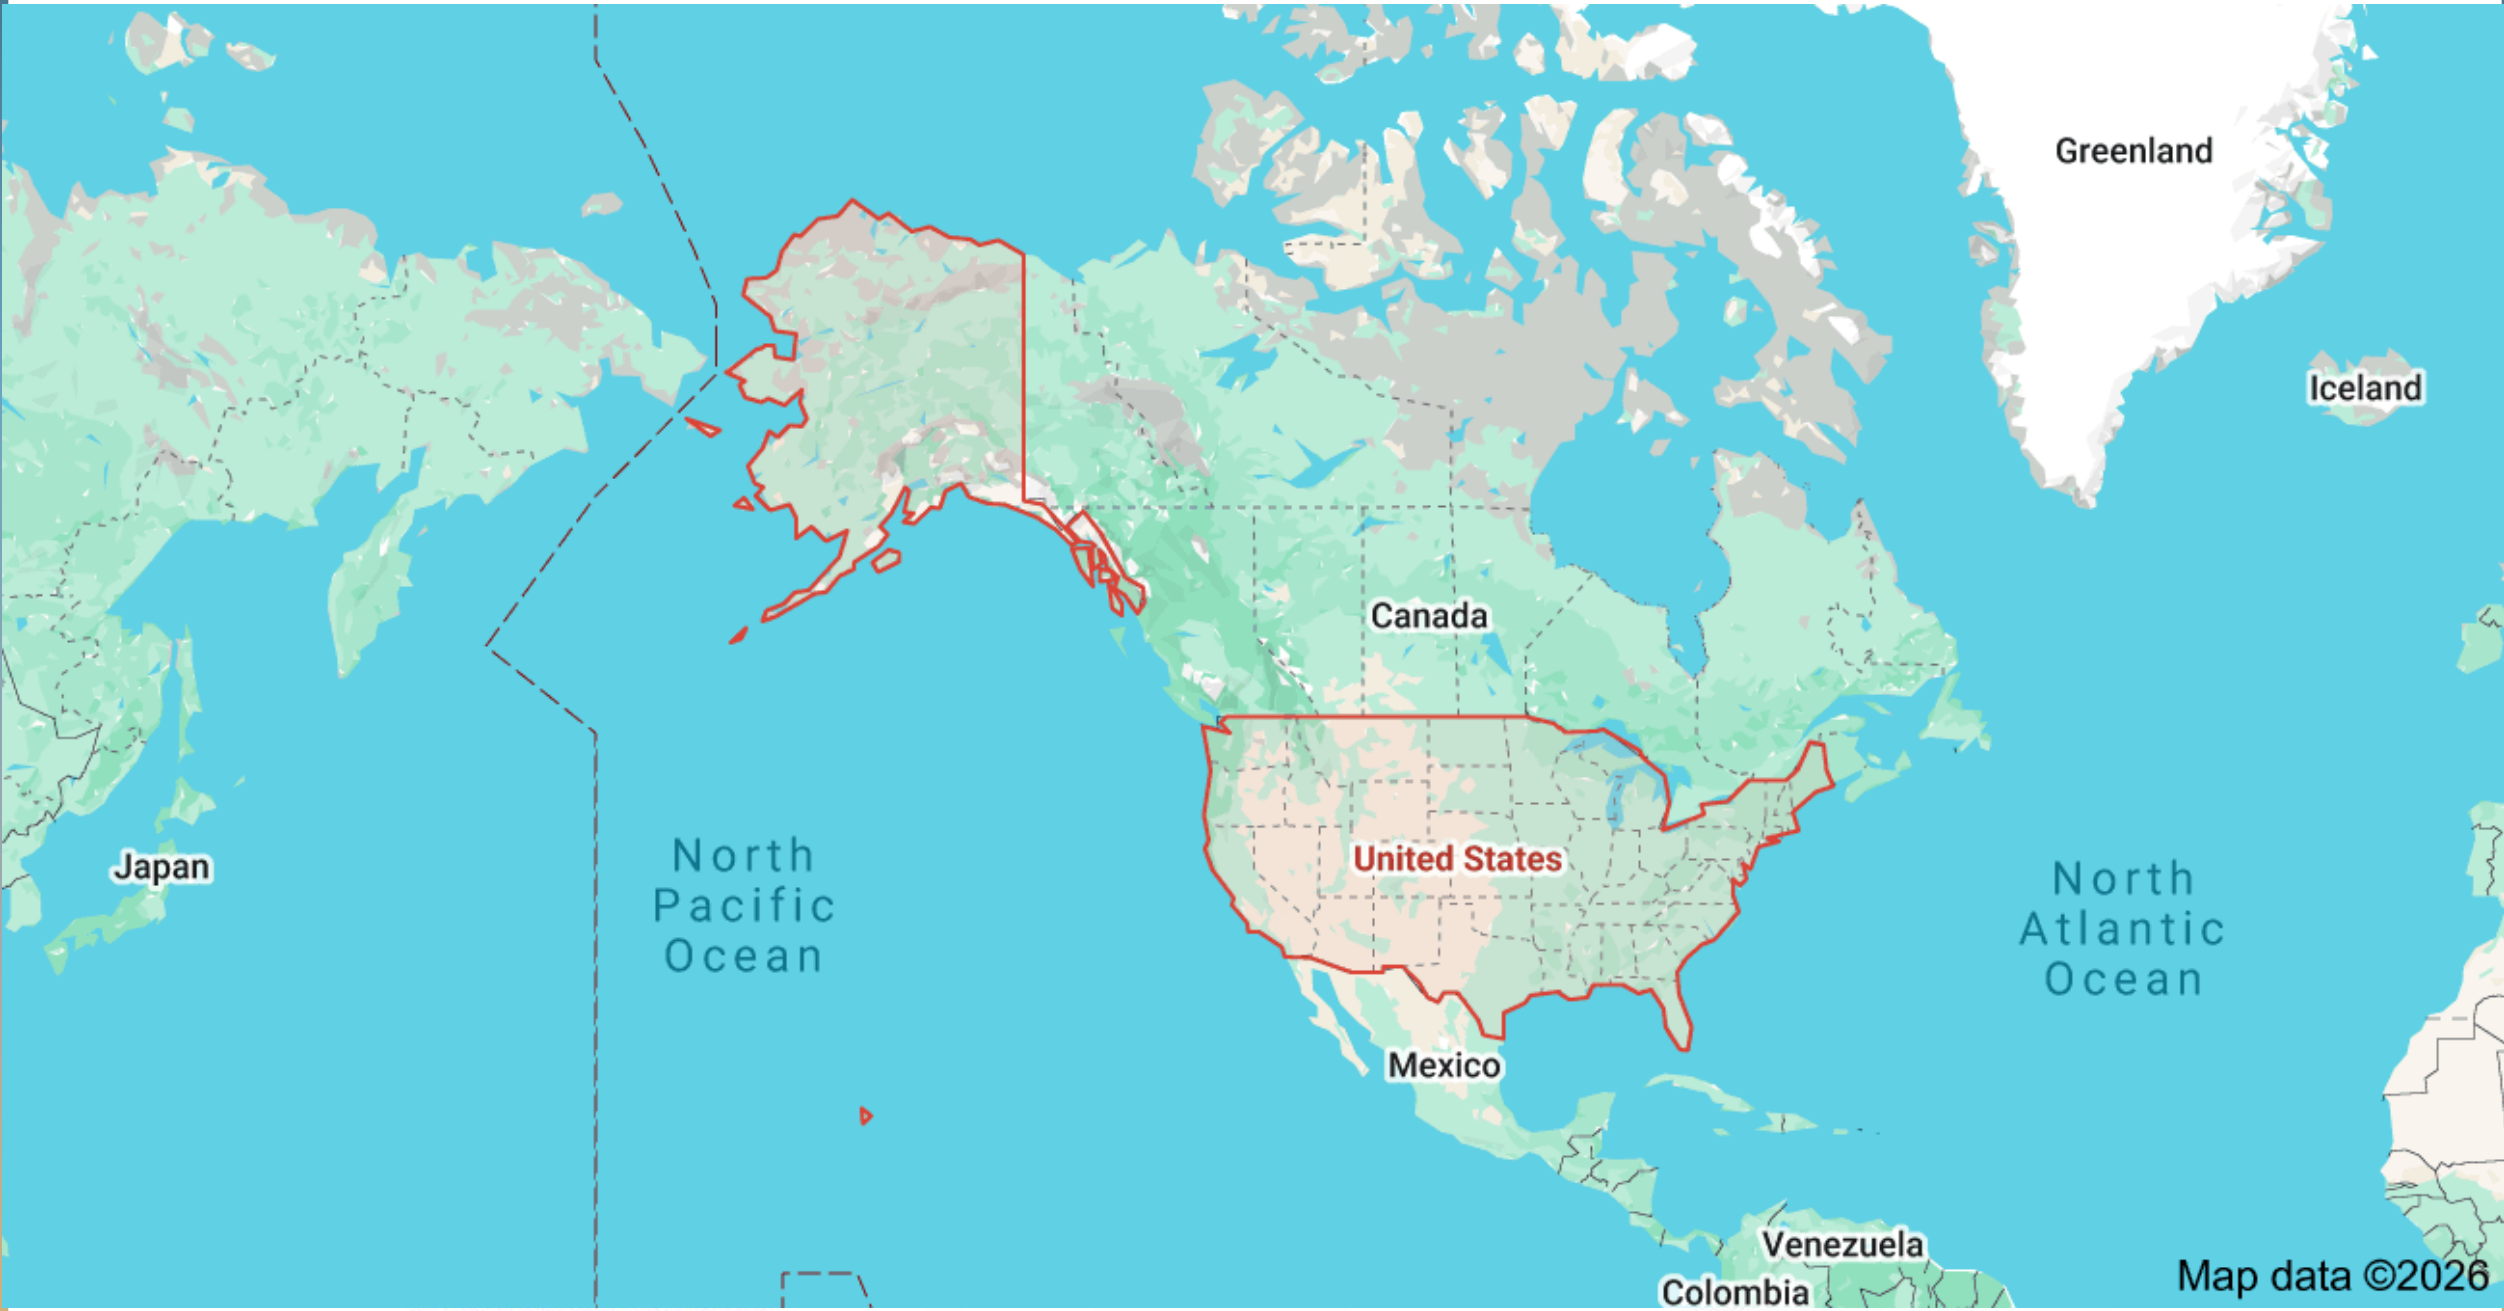 Greenland
Iceland
Canada
Japan
North
Pacific
Ocean
United States
North
Atlantic
Ocean
Mexico
Venezuela
Colombia
Map data ©2026